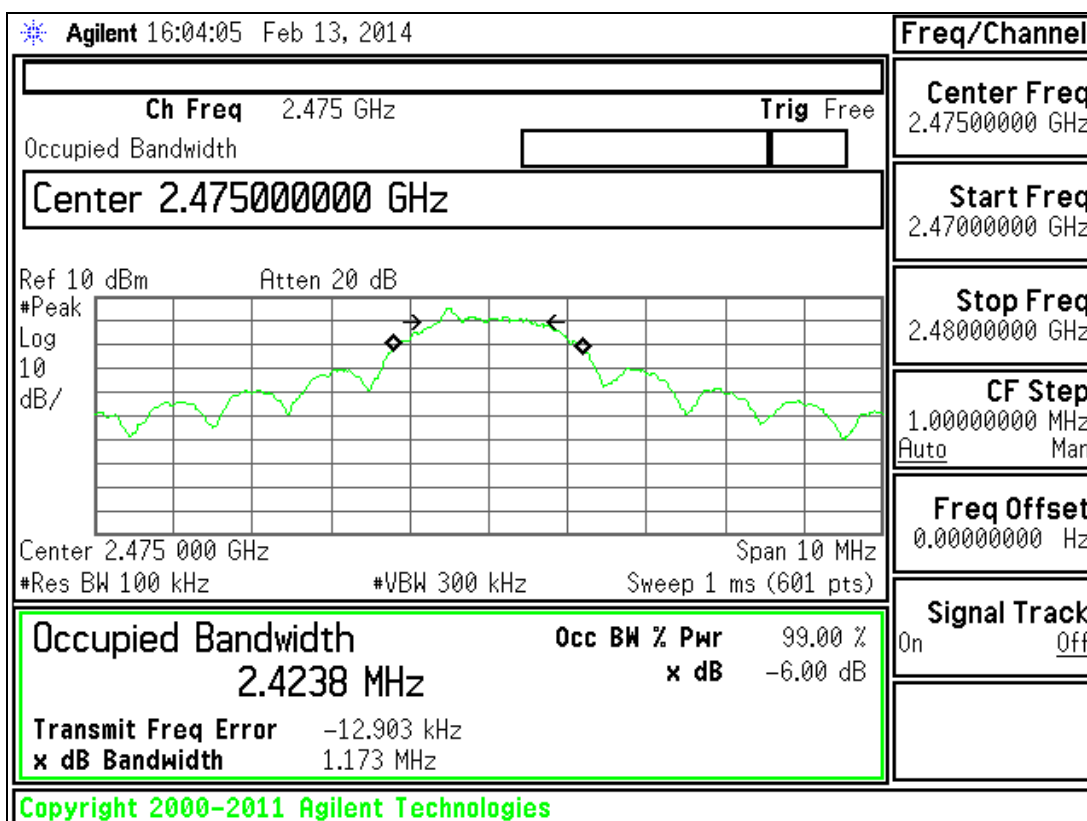 Agilent 16:04:05 Feb 13, 2014
Ch Freq 2.475 GHz Trig Free
Occupied Bandwidth
Center 2.475000000 GHz
Ref 10 dBm Atten 20 dB
#Peak
Log
10
dB/
Center 2.475 000 GHz Span 10 MHz
#Res BW 100 kHz #VBW 300 kHz Sweep 1 ms (601 pts)
Occupied Bandwidth Occ BW % Pwr 99.00 %
2.4238 MHz x dB -6.00 dB
Transmit Freq Error -12.903 kHz
x dB Bandwidth 1.173 MHz
Copyright 2000-2011 Agilent Technologies
Freq/Channel
Center Freq
2.47500000 GHz
Start Freq
2.47000000 GHz
Stop Freq
2.48000000 GHz
CF Step
1.00000000 MHz
Auto Man
Freq Offset
0.00000000 Hz
Signal Track
On Off